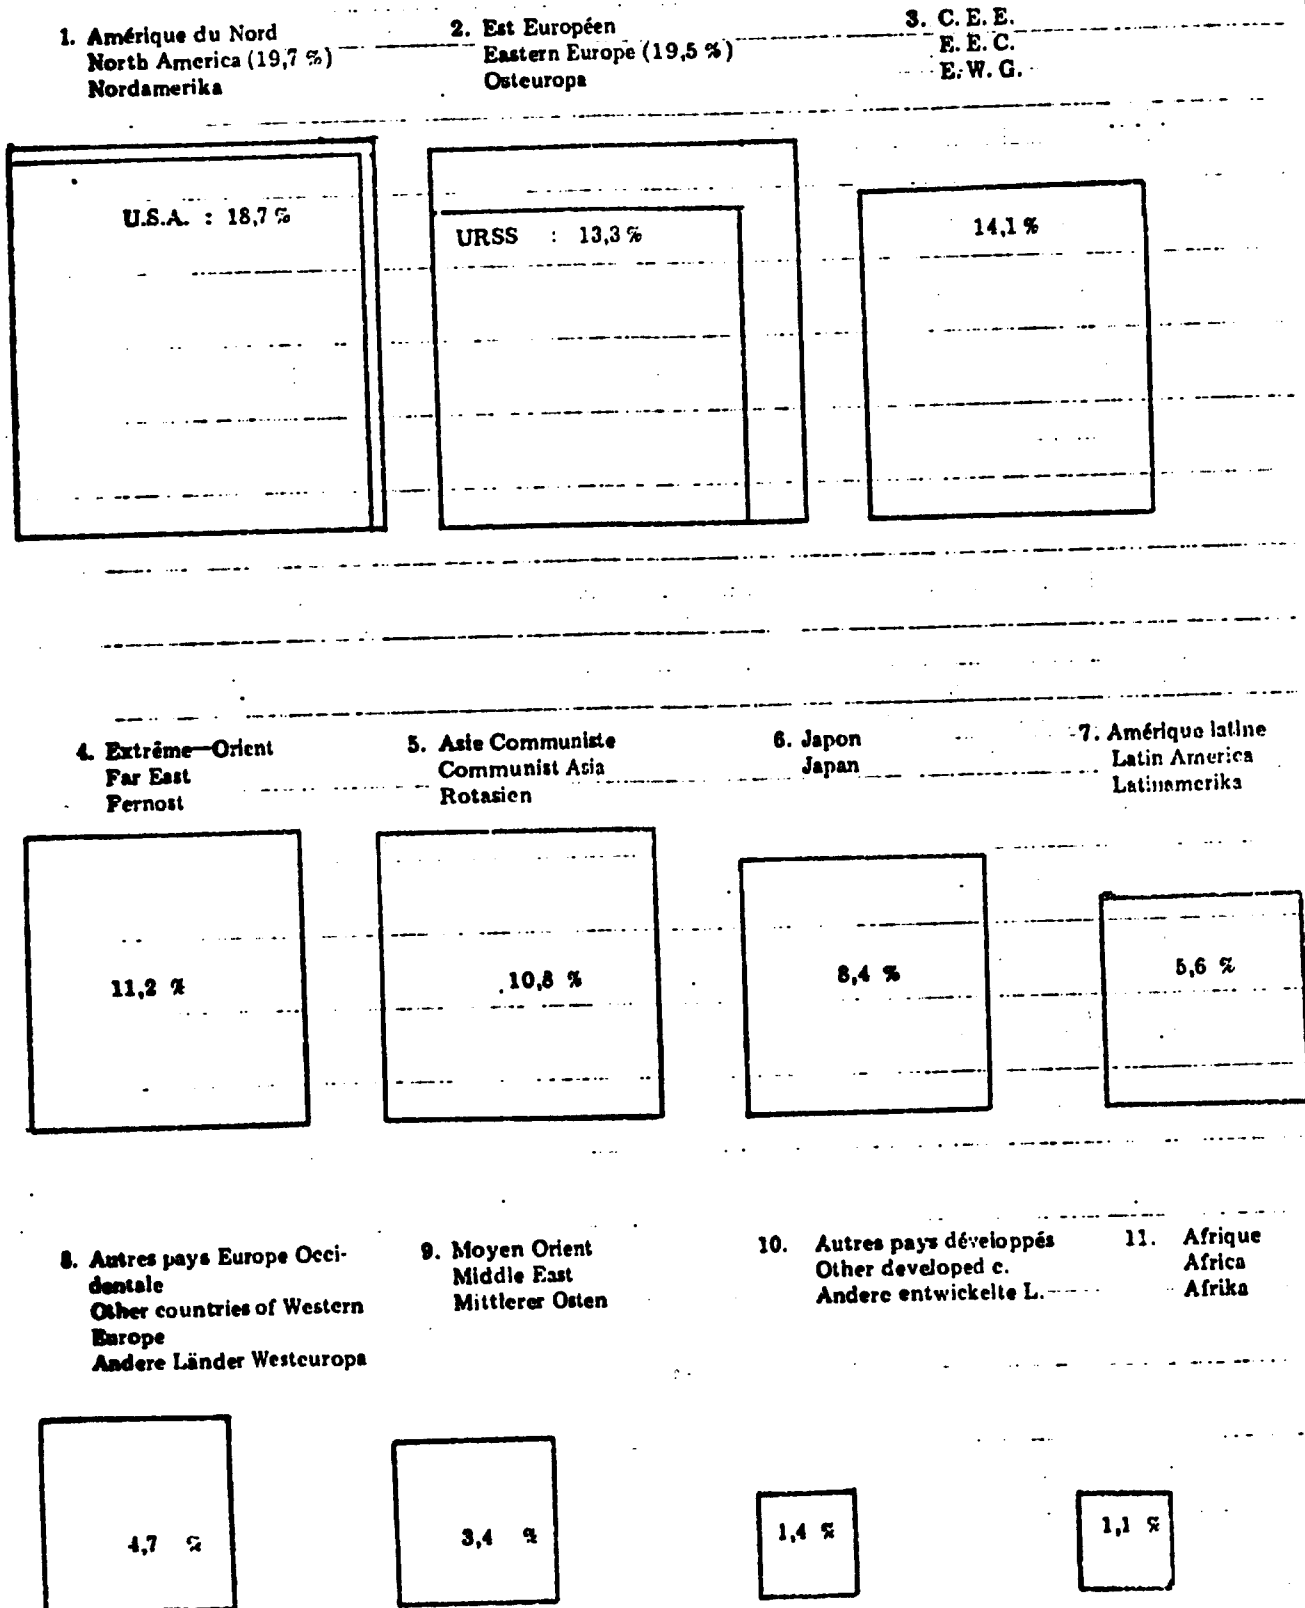 1. Amérique du Nord
North America (19,7 %)
Nordamerika
2. Est Européen
Eastern Europe (19,5 %)
Osteuropa
3. C. E. E.
E. E. C.
E. W. G.
U.S.A. : 18,7 %
URSS : 13,3 %
14,1 %
4. Extrême-Orient
Far East
Fernost
5. Asie Communiste
Communist Asia
Rotasien
6. Japon
Japan
7. Amérique latine
Latin America
Latinamerika
11,2 %
10,8 %
8,4 %
5,6 %
8. Autres pays Europe Occi-
dentale
Other countries of Western
Europe
Andere Länder Westeuropa
9. Moyen Orient
Middle East
Mittlerer Osten
10. Autres pays développés
Other developed c.
Andere entwickelte L.
11. Afrique
Africa
Afrika
4,7 %
3,4 %
1,4 %
1,1 %